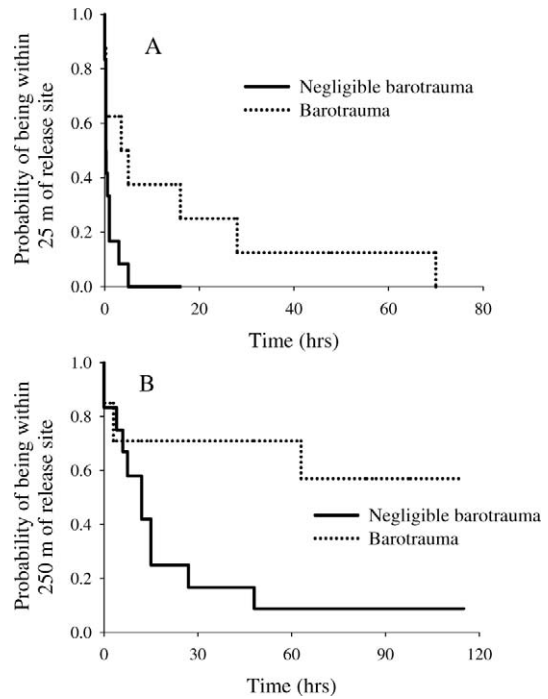 A
Negligible barotrauma
Barotrauma
Probability of being within
25 m of release site
1.0
0.8
0.6
0.4
0.2
0.0
0 20 40 60 80
Time (hrs)
B
Negligible barotrauma
Barotrauma
Probability of being within
250 m of release site
1.0
0.8
0.6
0.4
0.2
0.0
0 30 60 90 120
Time (hrs)